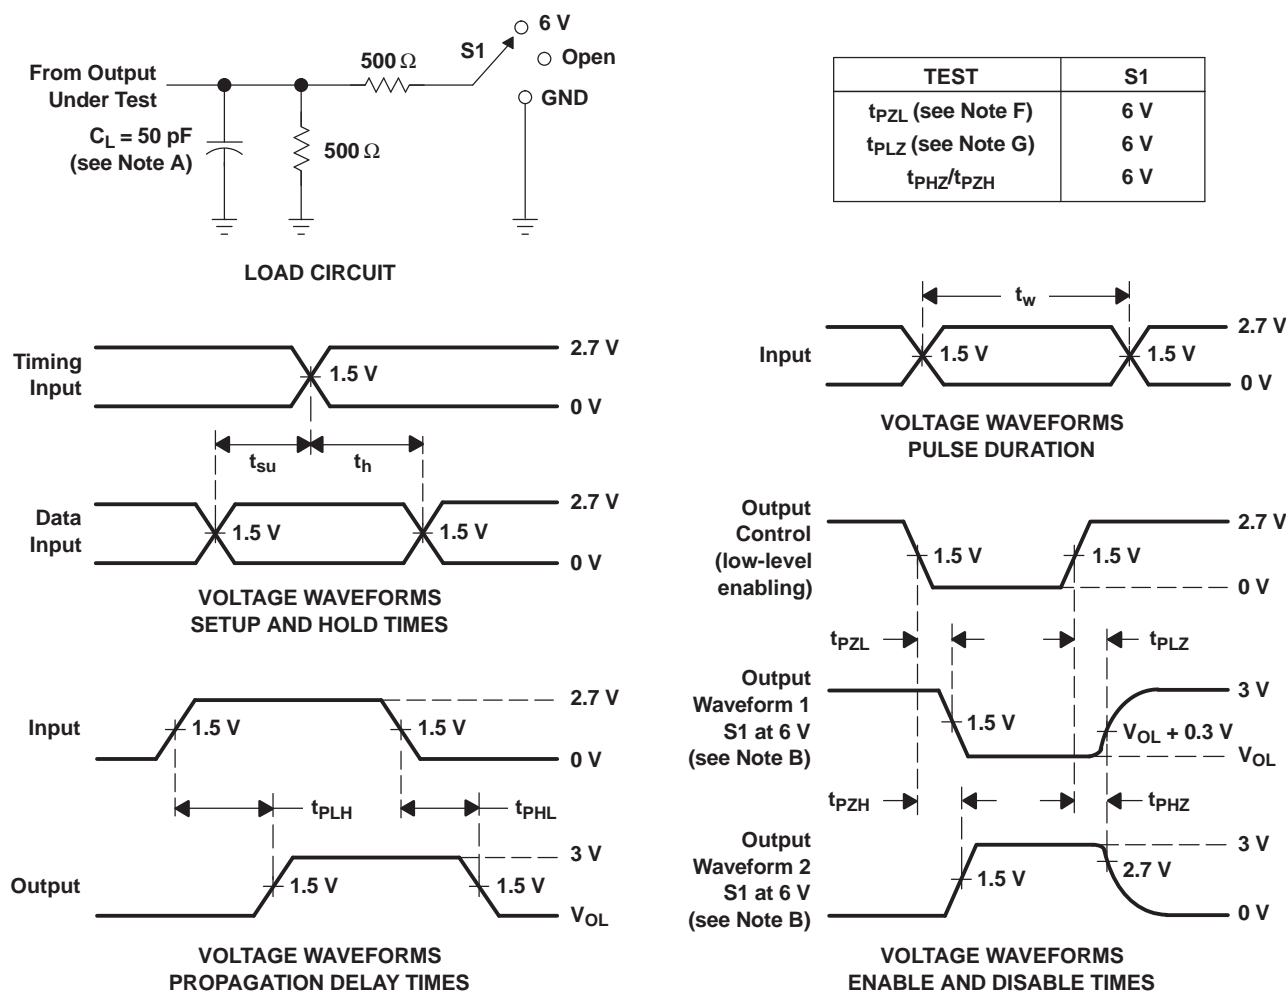 6 V
S1
Open
500 Ω
GND
From Output
Under Test
C_L = 50 pF
(see Note A)
500 Ω
LOAD CIRCUIT
TEST S1
t_PZL (see Note F) 6 V
t_PLZ (see Note G) 6 V
t_PHZ/t_PZH 6 V
t_w
Input
1.5 V 1.5 V
2.7 V
0 V
VOLTAGE WAVEFORMS
PULSE DURATION
Timing
Input
1.5 V
2.7 V
0 V
t_su t_h
Data
Input
1.5 V 1.5 V
2.7 V
0 V
VOLTAGE WAVEFORMS
SETUP AND HOLD TIMES
Input
1.5 V 1.5 V
2.7 V
0 V
t_PLH t_PHL
Output
1.5 V 1.5 V
3 V
V_OL
VOLTAGE WAVEFORMS
PROPAGATION DELAY TIMES
Output
Control
(low-level
enabling)
1.5 V 1.5 V
2.7 V
0 V
t_PZL t_PLZ
Output
Waveform 1
S1 at 6 V
(see Note B)
1.5 V
3 V
V_OL + 0.3 V
V_OL
t_PZH t_PHZ
Output
Waveform 2
S1 at 6 V
(see Note B)
1.5 V
3 V
2.7 V
0 V
VOLTAGE WAVEFORMS
ENABLE AND DISABLE TIMES